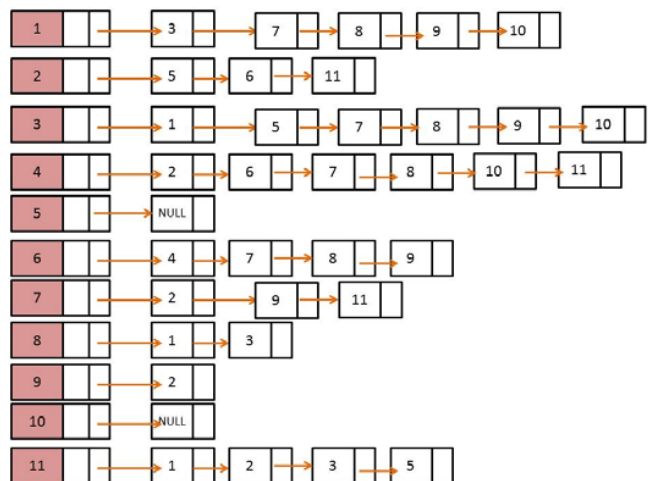 1 3 7 8 9 10
2 5 6 11
3 1 5 7 8 9 10
4 2 6 7 8 10 11
5 NULL
6 4 7 8 9
7 2 9 11
8 1 3
9 2
10 NULL
11 1 2 3 5